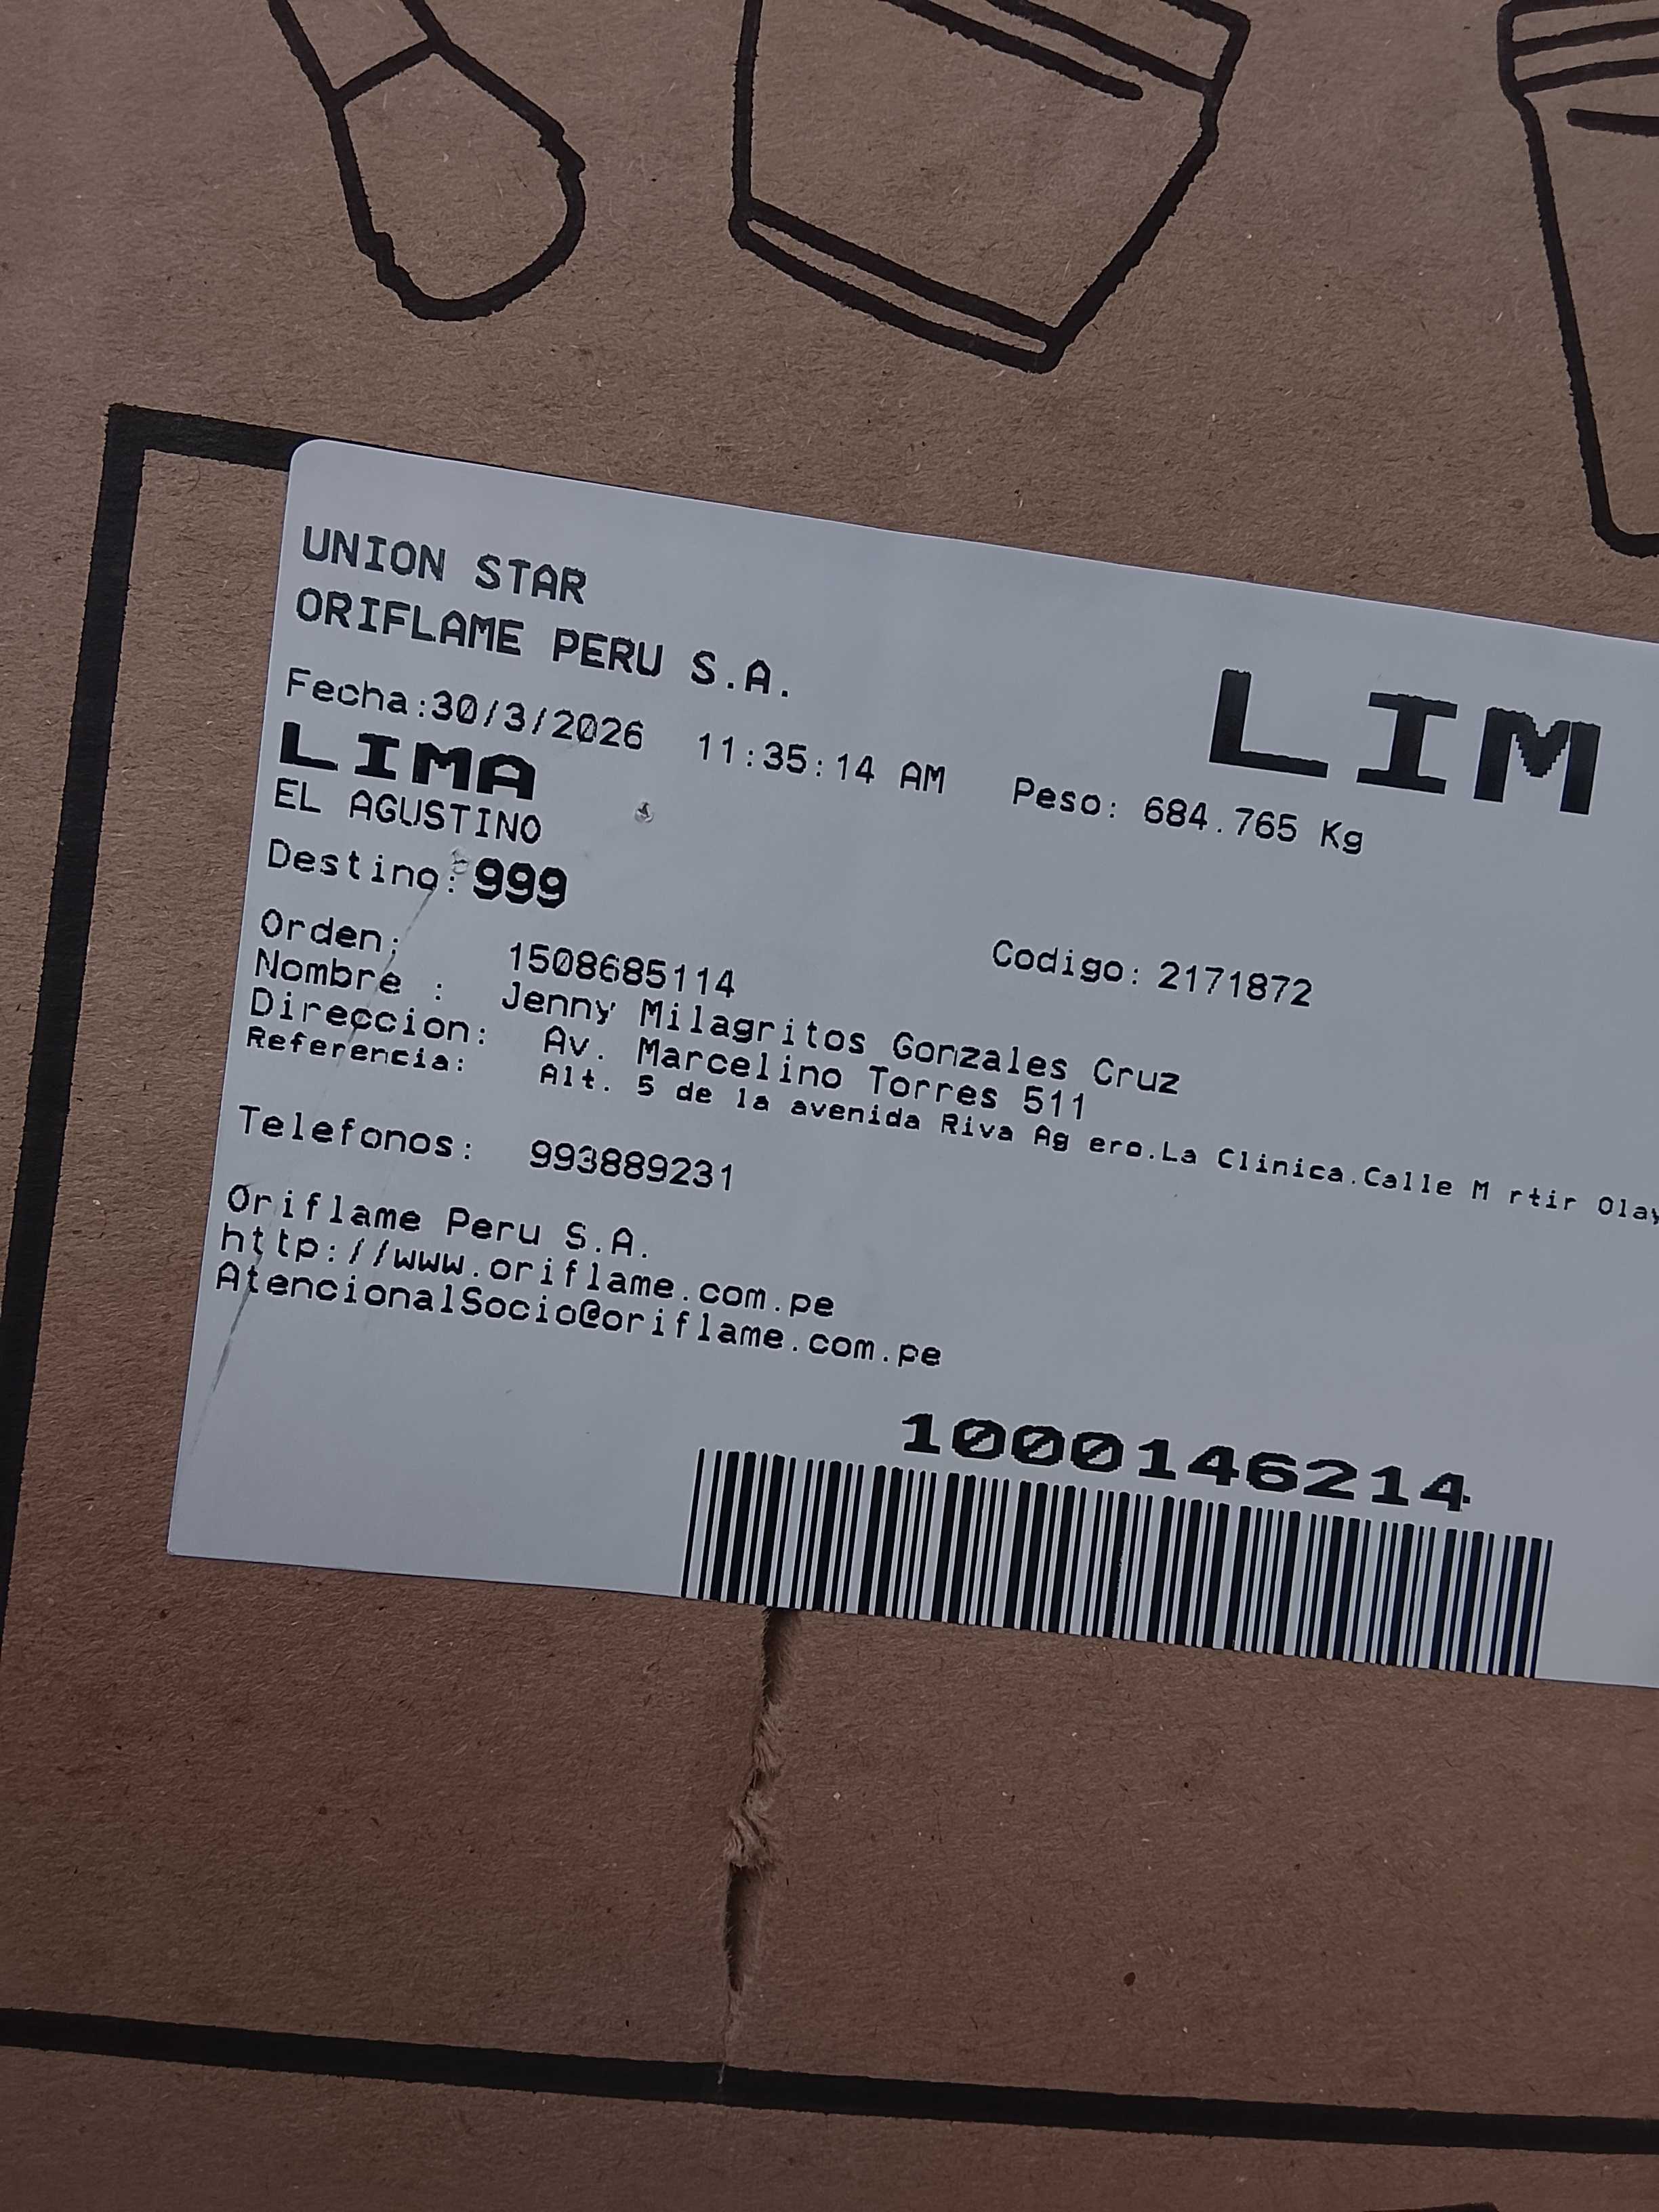 UNION STAR
ORIFLAME PERU S.A.
LIM
Fecha:30/3/2026 11:35:14 AM Peso: 684.765 Kg
LIMA
EL AGUSTINO
Destino: 999
Orden: 1508685114 Codigo: 2171872
Nombre : Jenny Milagritos Gonzales Cruz
Direccion: Av. Marcelino Torres 511
Referencia: Alt. 5 de la avenida Riva Ag ero.La Clinica.Calle M rtir Olay
Telefonos: 993889231
Oriflame Peru S.A.
http://www.oriflame.com.pe
AtencionalSocio@oriflame.com.pe
1000146214